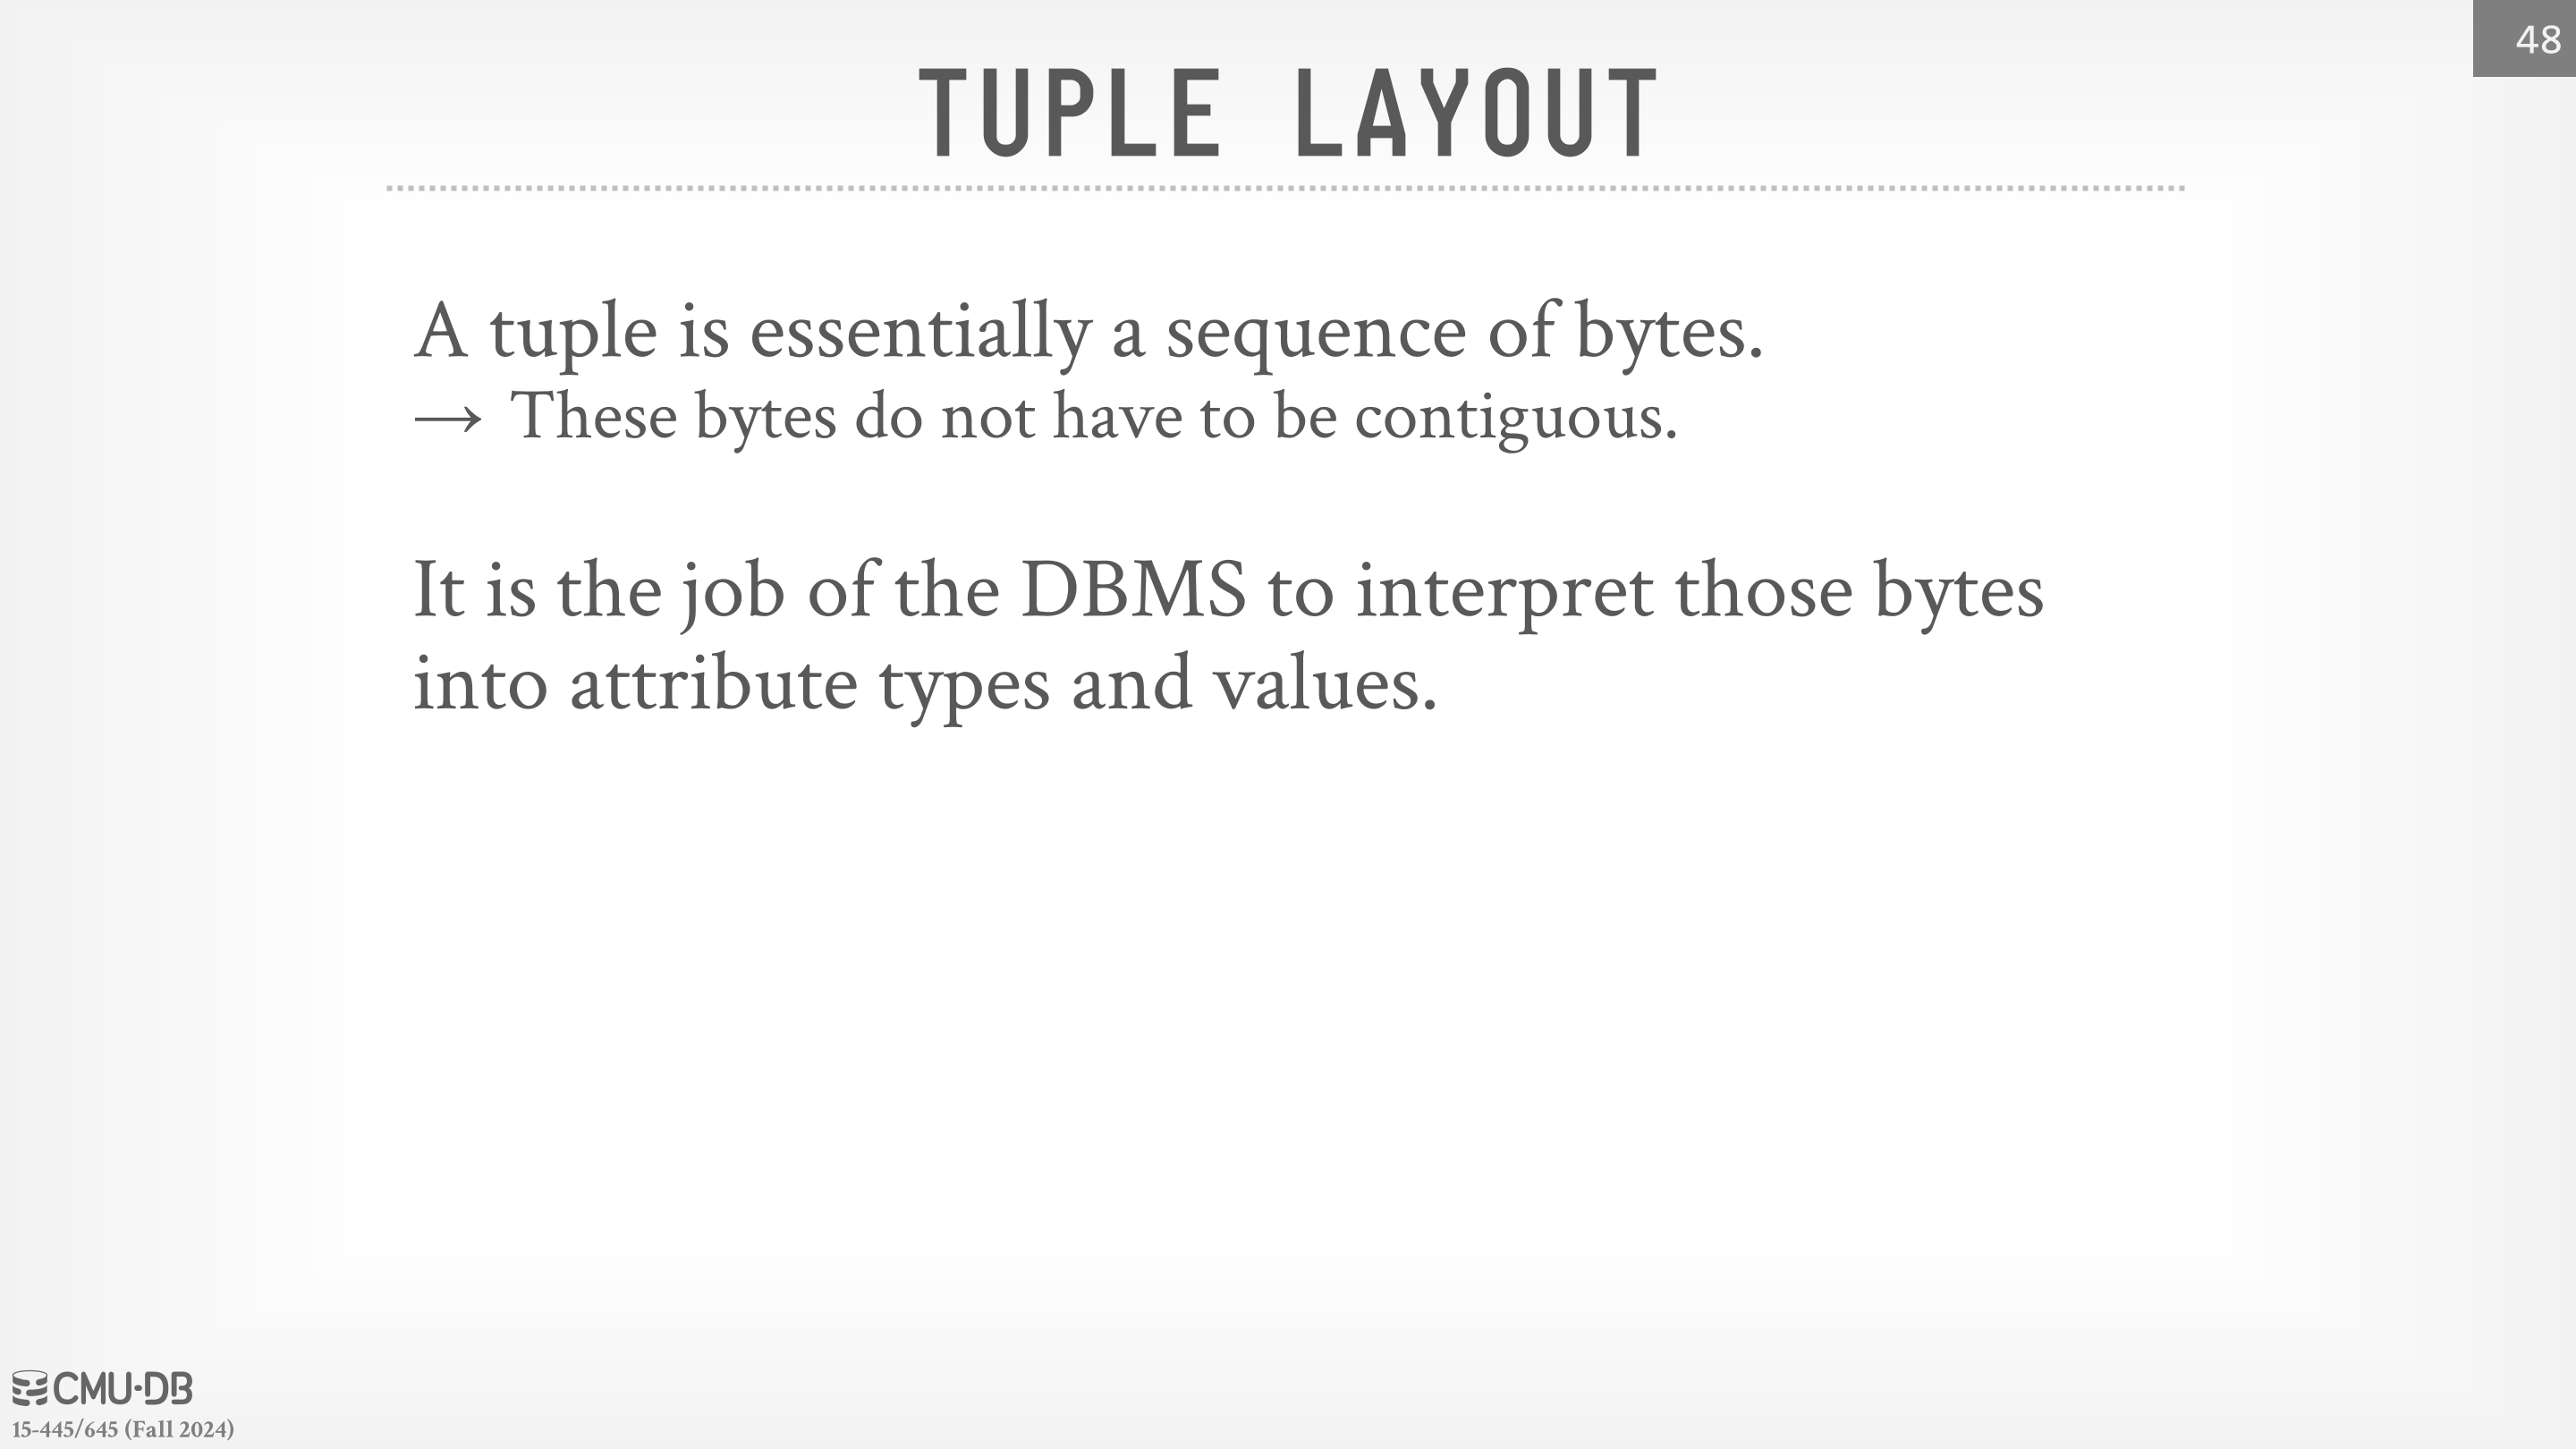 48
TUPLE LAYOUT
A tuple is essentially a sequence of bytes.
→ These bytes do not have to be contiguous.
It is the job of the DBMS to interpret those bytes
into attribute types and values.
CMU·DB
15-445/645 (Fall 2024)